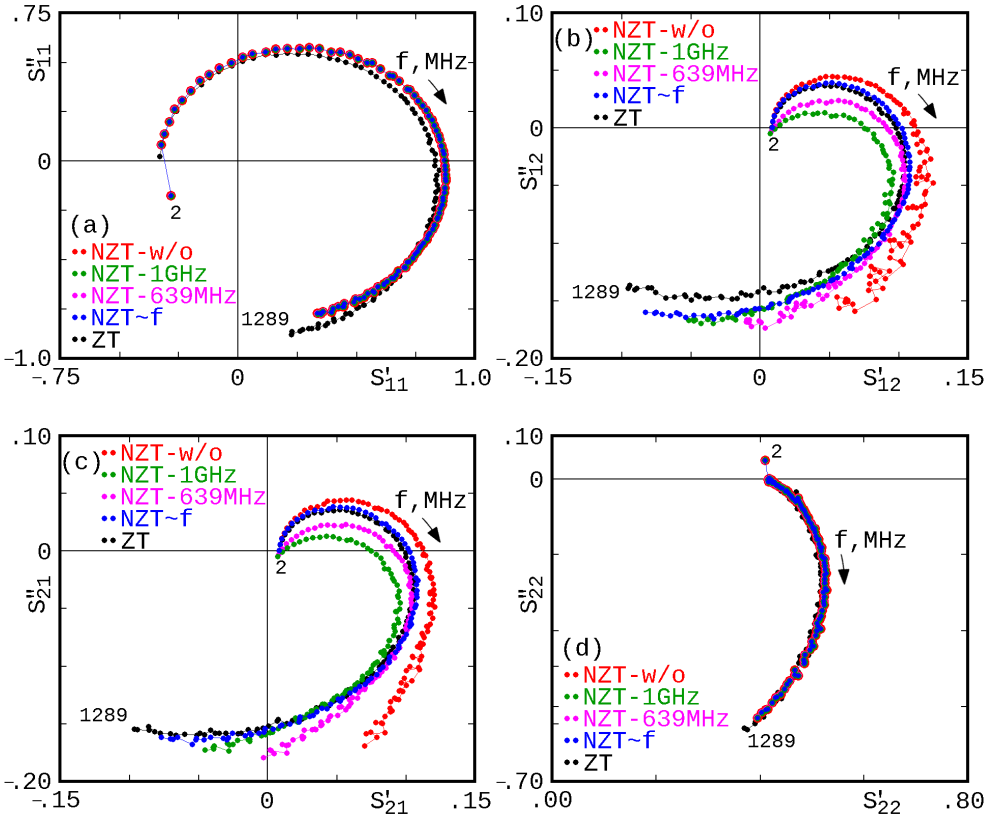 .75
S″11
0
−1.0
−.75
0
S′11
1.0
f,MHz
2
(a)
NZT-w/o
NZT-1GHz
NZT-639MHz
NZT~f
ZT
1289
.10
S″12
0
−.20
−.15
0
S′12
.15
(b)
NZT-w/o
NZT-1GHz
NZT-639MHz
NZT~f
ZT
f,MHz
2
1289
.10
S″21
0
−.20
−.15
0
S′21
.15
(c)
NZT-w/o
NZT-1GHz
NZT-639MHz
NZT~f
ZT
f,MHz
2
1289
.10
0
S″22
−.70
.00
S′22
.80
2
f,MHz
(d)
NZT-w/o
NZT-1GHz
NZT-639MHz
NZT~f
ZT
1289